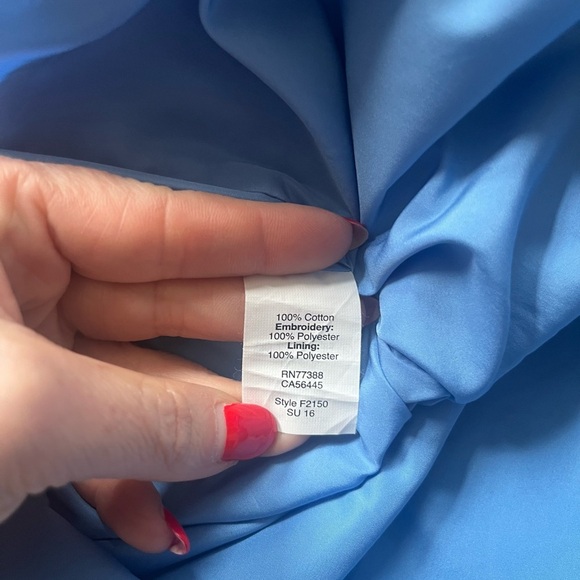 100% Cotton
Embroidery:
100% Polyester
Lining:
100% Polyester
RN77388
CA56445
Style F2150
SU 16